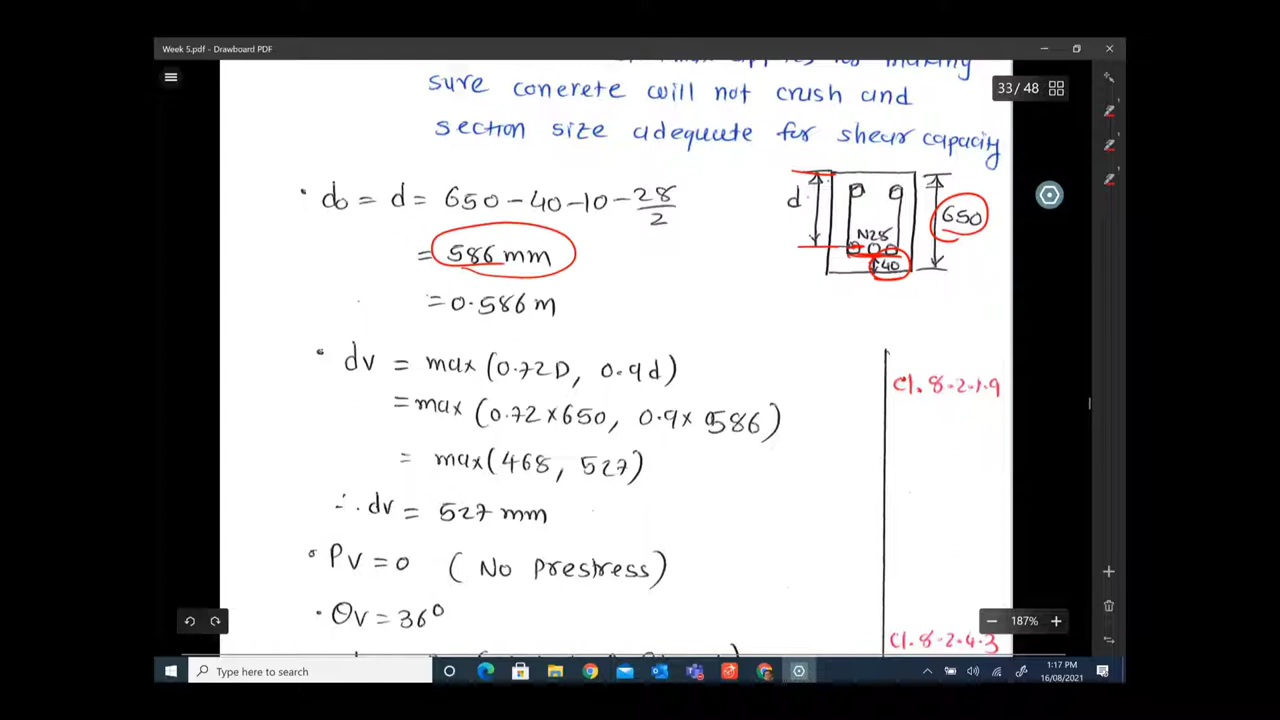 Week 5.pdf - Drawboard PDF
33 / 48
making
sure conerete will not crush and
section size adequate for shear capacity
• do = d = 650 - 40 - 10 - 28/2
= 586 mm
= 0.586 m
d
N28
40
650
• dv = max (0.72D, 0.9d)
= max (0.72×650, 0.9×586)
= max(468, 527)
∴ dv = 527 mm
• Pv = 0 ( No Prestress)
• θv = 36°
Cl. 8.2.1.9
Cl. 8.2.4.3
187%
Type here to search
1:17 PM
16/08/2021